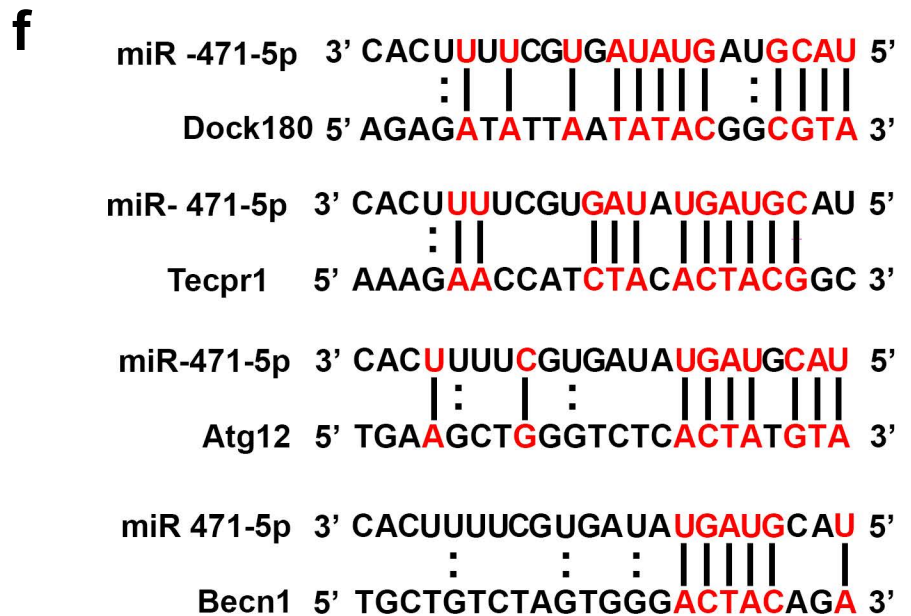 f
miR -471-5p 3’ CACUUUUCGUGAUAUGAUGCAU 5’
Dock180 5’ AGAGATATTAATATACGGCGTA 3’
miR- 471-5p 3’ CACUUUUCGUGAUAUGAUGCAU 5’
Tecpr1 5’ AAAGAACCATCTACACTACGGC 3’
miR-471-5p 3’ CACUUUUCGUGAUAUGAUGCAU 5’
Atg12 5’ TGAAGCTGGGTCTCACTATGTA 3’
miR 471-5p 3’ CACUUUUCGUGAUAUGAUGCAU 5’
Becn1 5’ TGCTGTCTAGTGGGACTACAGA 3’